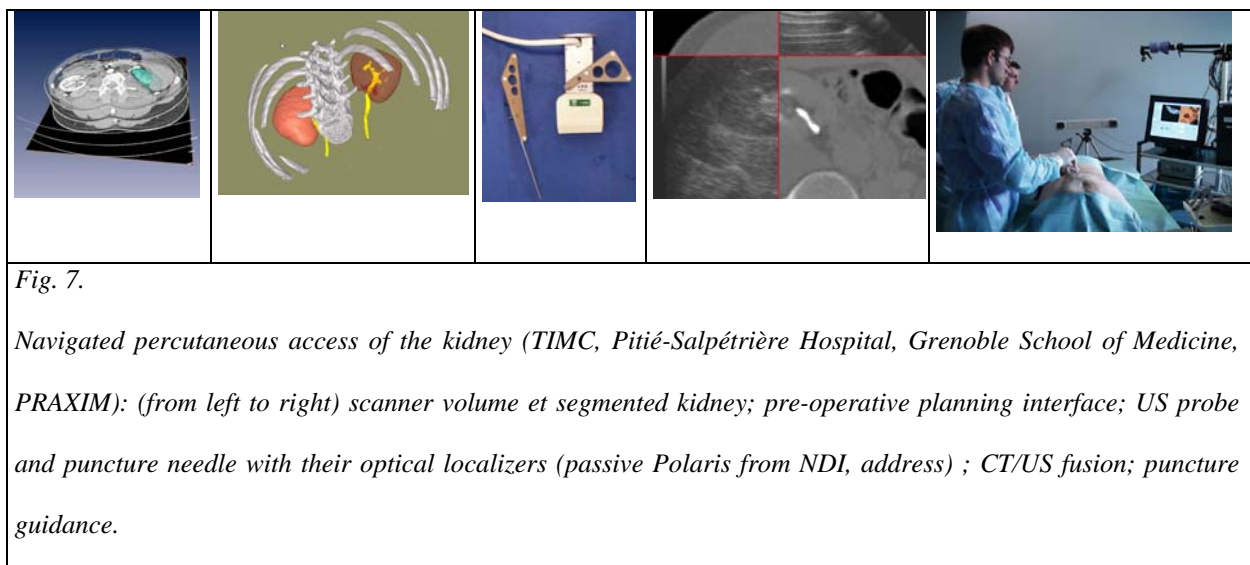 Fig. 7.
Navigated percutaneous access of the kidney (TIMC, Pitié-Salpétrière Hospital, Grenoble School of Medicine,
PRAXIM): (from left to right) scanner volume et segmented kidney; pre-operative planning interface; US probe
and puncture needle with their optical localizers (passive Polaris from NDI, address) ; CT/US fusion; puncture
guidance.